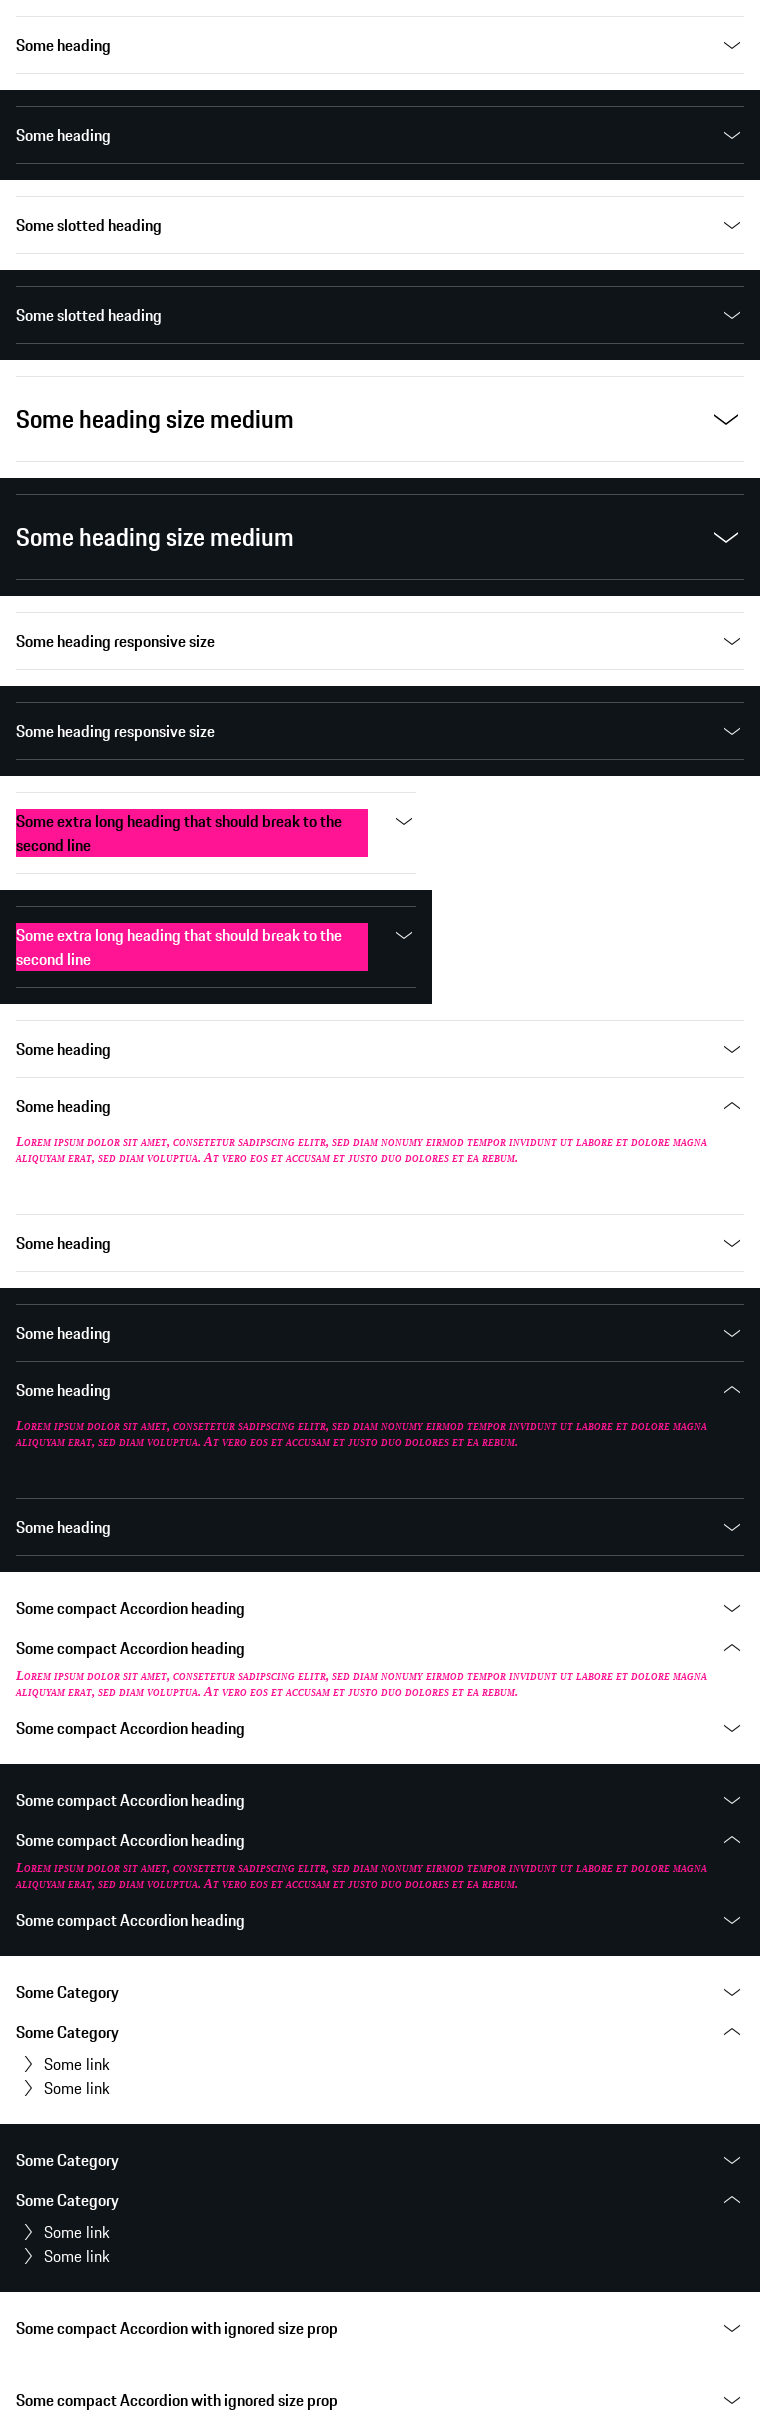 Some heading
Some heading
Some slotted heading
Some slotted heading
Some heading size medium
Some heading size medium
Some heading responsive size
Some heading responsive size
Some extra long heading that should break to the
second line
Some extra long heading that should break to the
second line
Some heading
Some heading
Lorem ipsum dolor sit amet, consetetur sadipscing elitr, sed diam nonumy eirmod tempor invidunt ut labore et dolore magna
aliquyam erat, sed diam voluptua. At vero eos et accusam et justo duo dolores et ea rebum.
Some heading
Some heading
Some heading
Lorem ipsum dolor sit amet, consetetur sadipscing elitr, sed diam nonumy eirmod tempor invidunt ut labore et dolore magna
aliquyam erat, sed diam voluptua. At vero eos et accusam et justo duo dolores et ea rebum.
Some heading
Some compact Accordion heading
Some compact Accordion heading
Lorem ipsum dolor sit amet, consetetur sadipscing elitr, sed diam nonumy eirmod tempor invidunt ut labore et dolore magna
aliquyam erat, sed diam voluptua. At vero eos et accusam et justo duo dolores et ea rebum.
Some compact Accordion heading
Some compact Accordion heading
Some compact Accordion heading
Lorem ipsum dolor sit amet, consetetur sadipscing elitr, sed diam nonumy eirmod tempor invidunt ut labore et dolore magna
aliquyam erat, sed diam voluptua. At vero eos et accusam et justo duo dolores et ea rebum.
Some compact Accordion heading
Some Category
Some Category
Some link
Some link
Some Category
Some Category
Some link
Some link
Some compact Accordion with ignored size prop
Some compact Accordion with ignored size prop